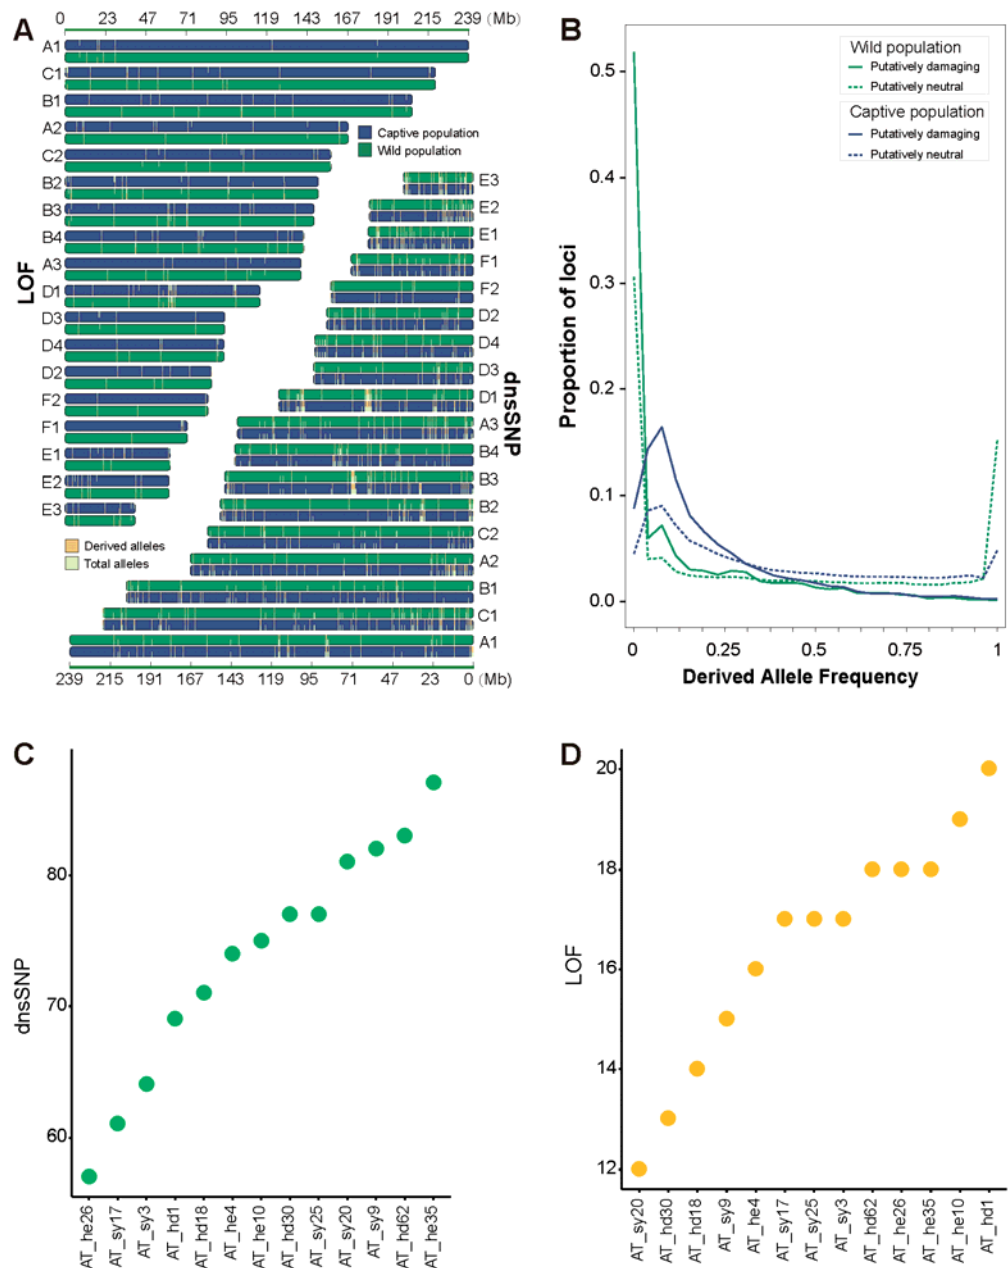 A
0 23 47 71 95 119 143 167 191 215 239 (Mb)
A1
C1
B1
A2
C2
B2
B3
B4
A3
D1
D3
D4
D2
F2
F1
E1
E2
E3
LOF
Captive population
Wild population
E3
E2
E1
F1
F2
D2
D4
D3
D1
A3
B4
B3
B2
C2
A2
B1
C1
A1
dnsSNP
Derived alleles
Total alleles
239 215 191 167 143 119 95 71 47 23 0 (Mb)
B
Wild population
Putatively damaging
Putatively neutral
Captive population
Putatively damaging
Putatively neutral
0.5
0.4
0.3
0.2
0.1
0.0
Proportion of loci
0 0.25 0.5 0.75 1
Derived Allele Frequency
C
80
70
60
dnsSNP
AT_he26
AT_sy17
AT_sy3
AT_hd1
AT_hd18
AT_he4
AT_he10
AT_hd30
AT_sy25
AT_sy20
AT_sy9
AT_hd62
AT_he35
D
20
18
16
14
12
LOF
AT_sy20
AT_hd30
AT_hd18
AT_sy9
AT_he4
AT_sy17
AT_sy25
AT_sy3
AT_hd62
AT_he26
AT_he35
AT_he10
AT_hd1